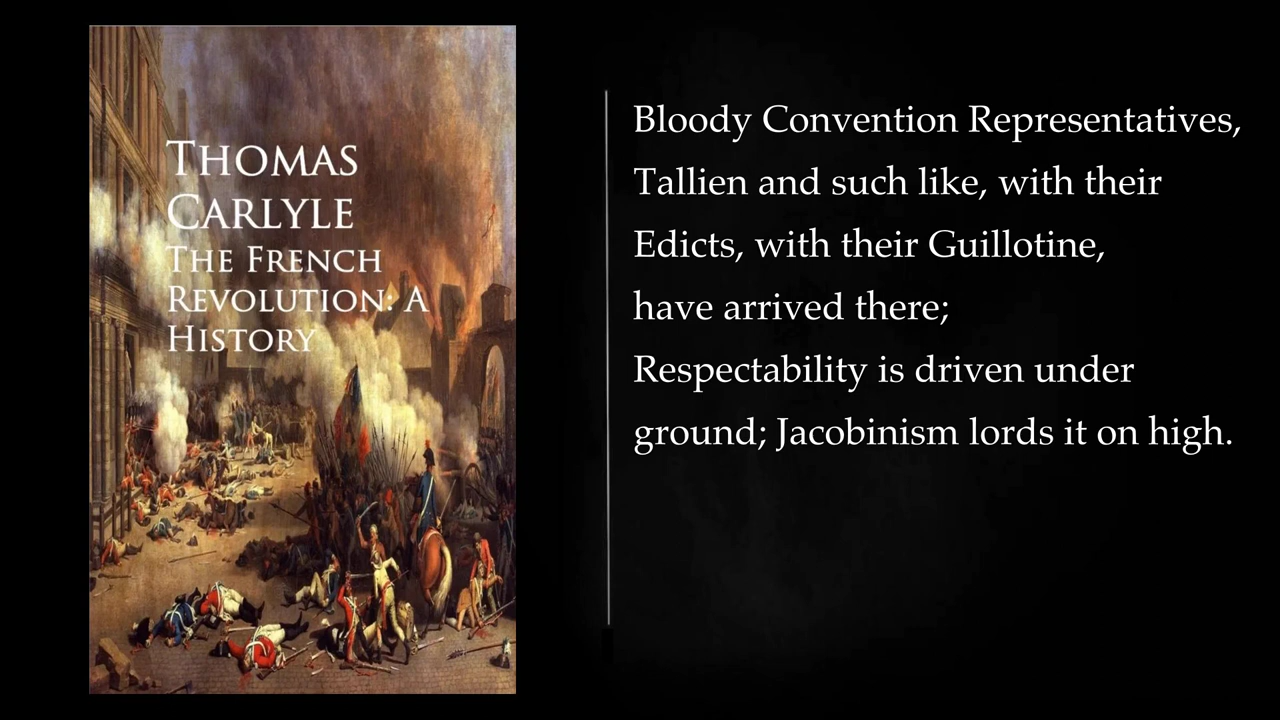 THOMAS
CARLYLE
THE FRENCH
REVOLUTION: A
HISTORY
Bloody Convention Representatives,
Tallien and such like, with their
Edicts, with their Guillotine,
have arrived there;
Respectability is driven under
ground; Jacobinism lords it on high.